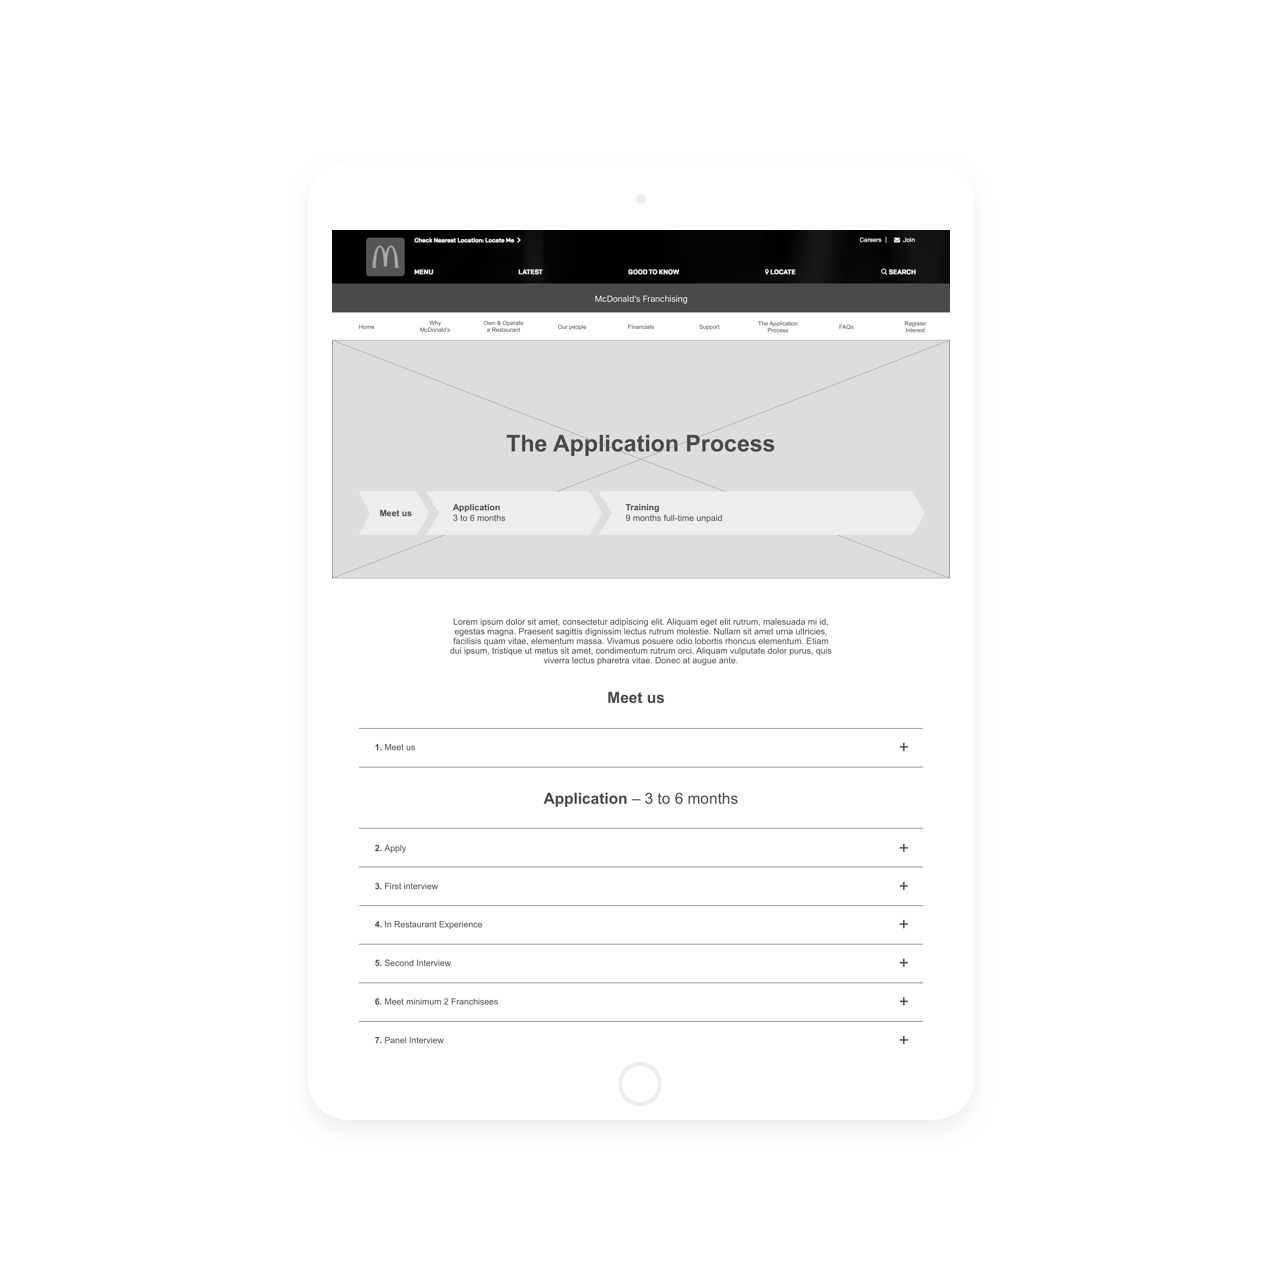 Check Nearest Location: Locate Me
Careers | Join
MENU LATEST GOOD TO KNOW LOCATE SEARCH
McDonald's Franchising
Home Why McDonald's Own & Operate a Restaurant Our people Financials Support The Application Process FAQs Register Interest
The Application Process
Meet us
Application
3 to 6 months
Training
9 months full-time unpaid
Lorem ipsum dolor sit amet, consectetur adipiscing elit. Aliquam eget elit rutrum, malesuada mi id,
egestas magna. Praesent sagittis dignissim lectus rutrum molestie. Nullam sit amet urna ultricies,
facilisis quam vitae, elementum massa. Vivamus posuere odio lobortis rhoncus elementum. Etiam
dui ipsum, tristique ut metus sit amet, condimentum rutrum orci. Aliquam vulputate dolor purus, quis
viverra lectus pharetra vitae. Donec at augue ante.
Meet us
1. Meet us
Application – 3 to 6 months
2. Apply
3. First interview
4. In Restaurant Experience
5. Second Interview
6. Meet minimum 2 Franchisees
7. Panel Interview